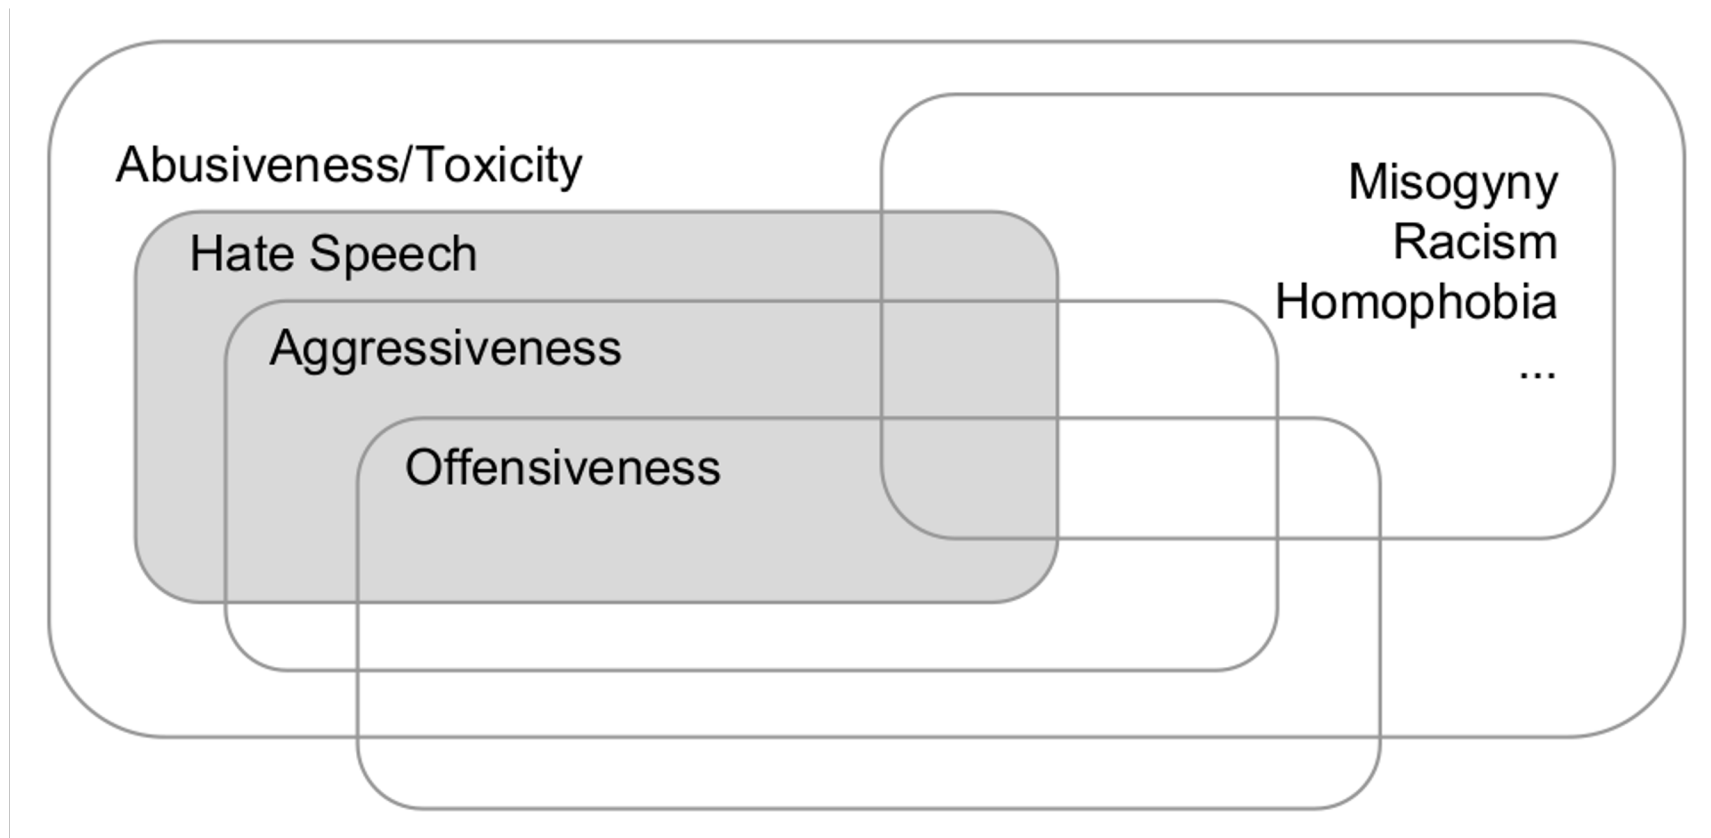 Abusiveness/Toxicity
Hate Speech
Aggressiveness
Offensiveness
Misogyny
Racism
Homophobia
...